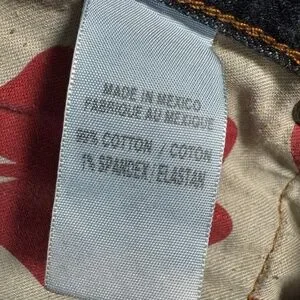 MADE IN MEXICO
FABRIQUE AU MEXIQUE
99% COTTON / COTON
1% SPANDEX / ELASTAN